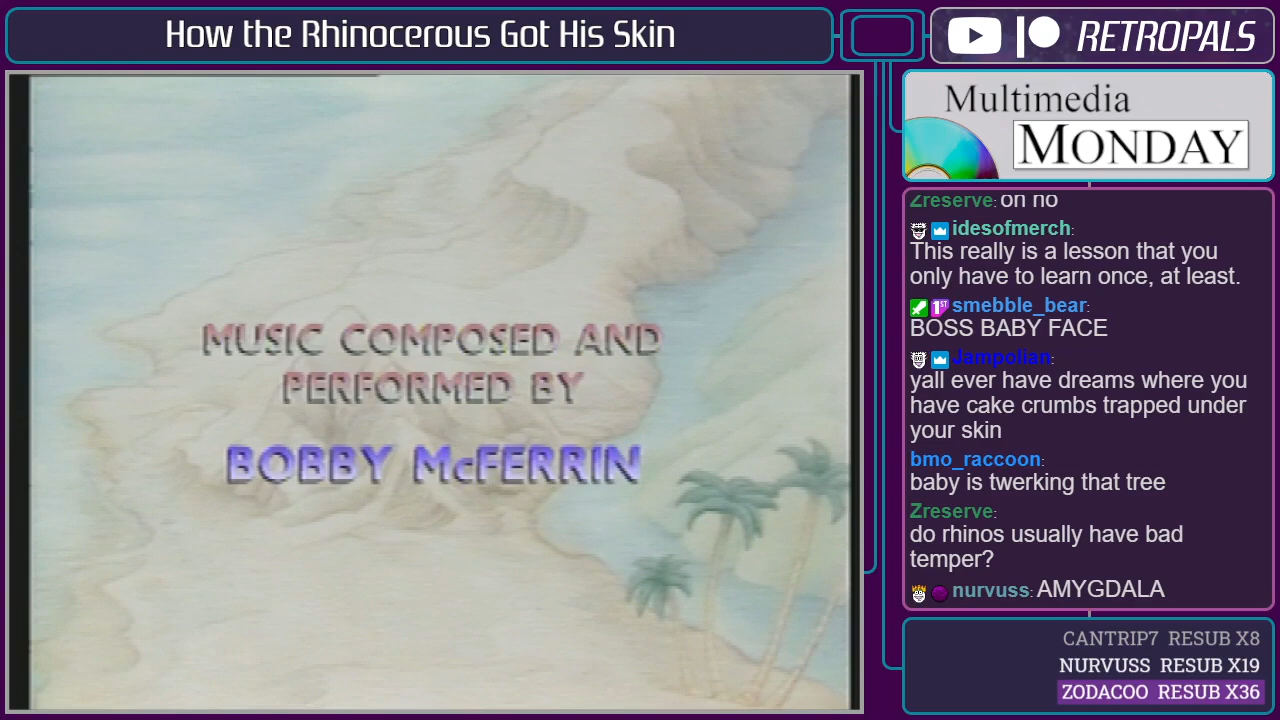 How the Rhinocerous Got His Skin
RETROPALS
Multimedia
MONDAY
MUSIC COMPOSED AND
PERFORMED BY
BOBBY McFERRIN
Zreserve: oh no
idesofmerch:
This really is a lesson that you
only have to learn once, at least.
smebble_bear:
BOSS BABY FACE
Jampolian:
yall ever have dreams where you
have cake crumbs trapped under
your skin
bmo_raccoon:
baby is twerking that tree
Zreserve:
do rhinos usually have bad
temper?
nurvuss: AMYGDALA
CANTRIP7 RESUB X8
NURVUSS RESUB X19
ZODACOO RESUB X36